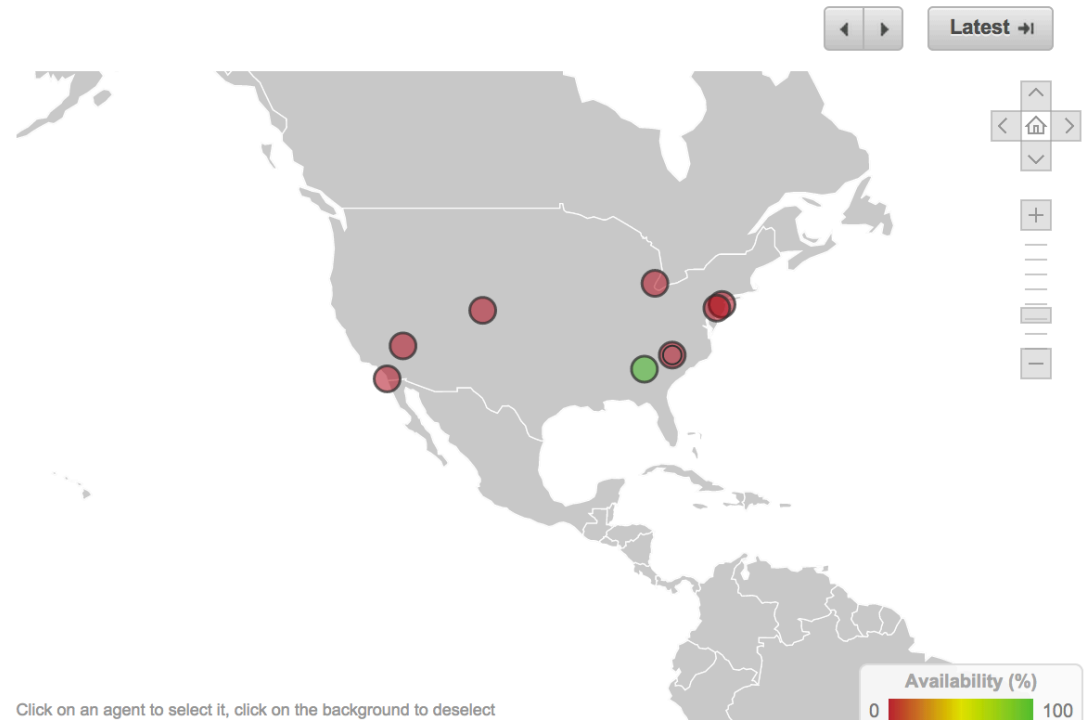 Latest
Availability (%)
0 100
Click on an agent to select it, click on the background to deselect